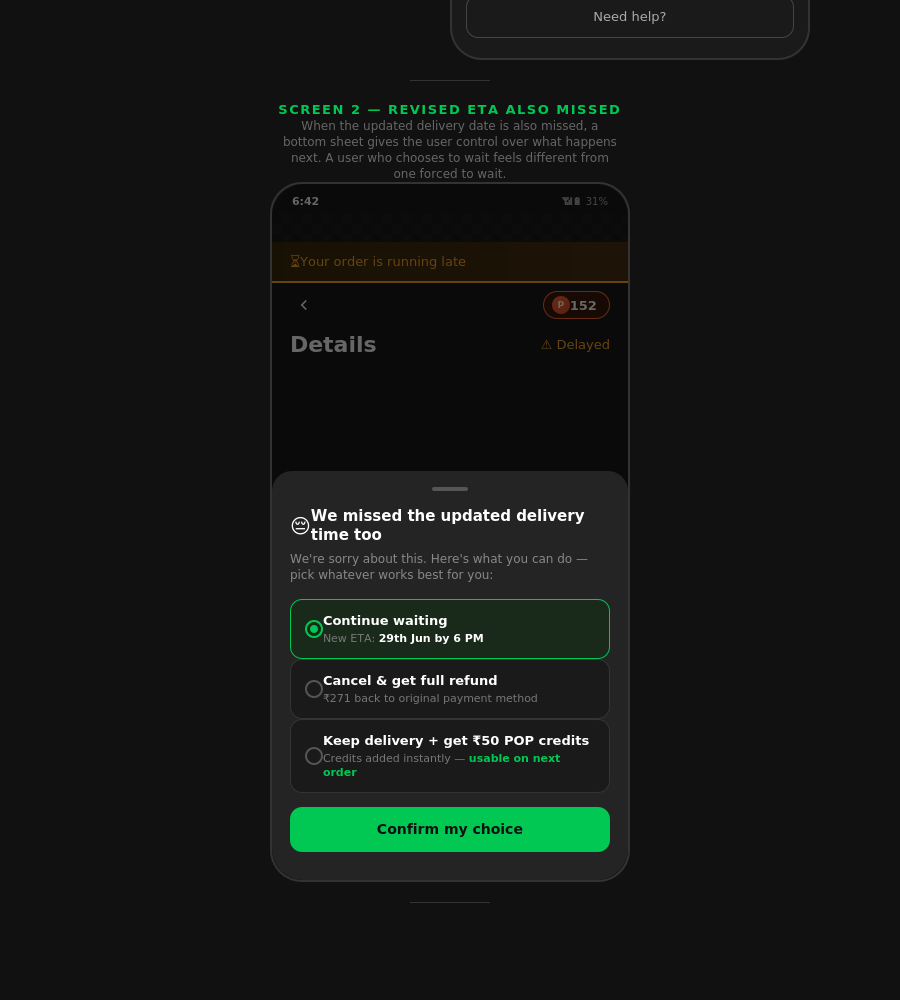 Need help?
SCREEN 2 — REVISED ETA ALSO MISSED
When the updated delivery date is also missed, a
bottom sheet gives the user control over what happens
next. A user who chooses to wait feels different from
one forced to wait.
6:42
31%
⏳Your order is running late
P 152
Details
⚠ Delayed
😔 We missed the updated delivery
time too
We're sorry about this. Here's what you can do —
pick whatever works best for you:
Continue waiting
New ETA: 29th Jun by 6 PM
Cancel & get full refund
₹271 back to original payment method
Keep delivery + get ₹50 POP credits
Credits added instantly — usable on next
order
Confirm my choice